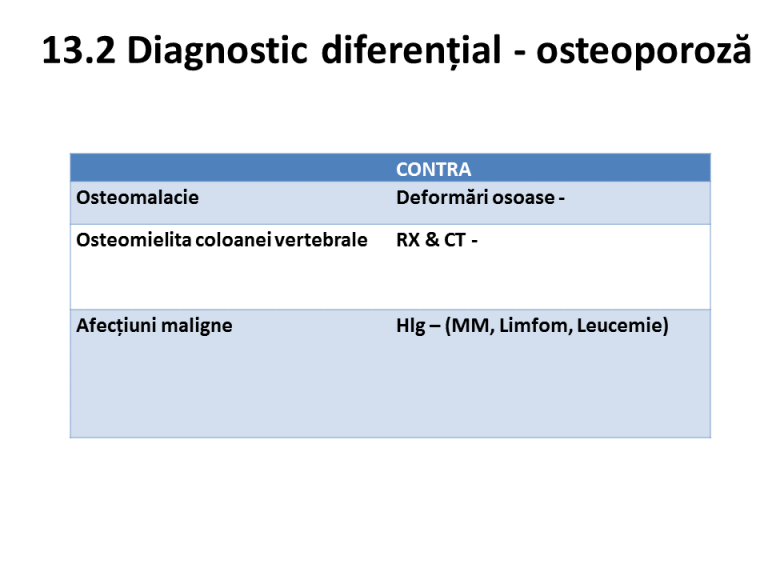 13.2 Diagnostic diferențial - osteoporoză
CONTRA
Osteomalacie Deformări osoase -
Osteomielita coloanei vertebrale RX & CT -
Afecțiuni maligne Hlg – (MM, Limfom, Leucemie)